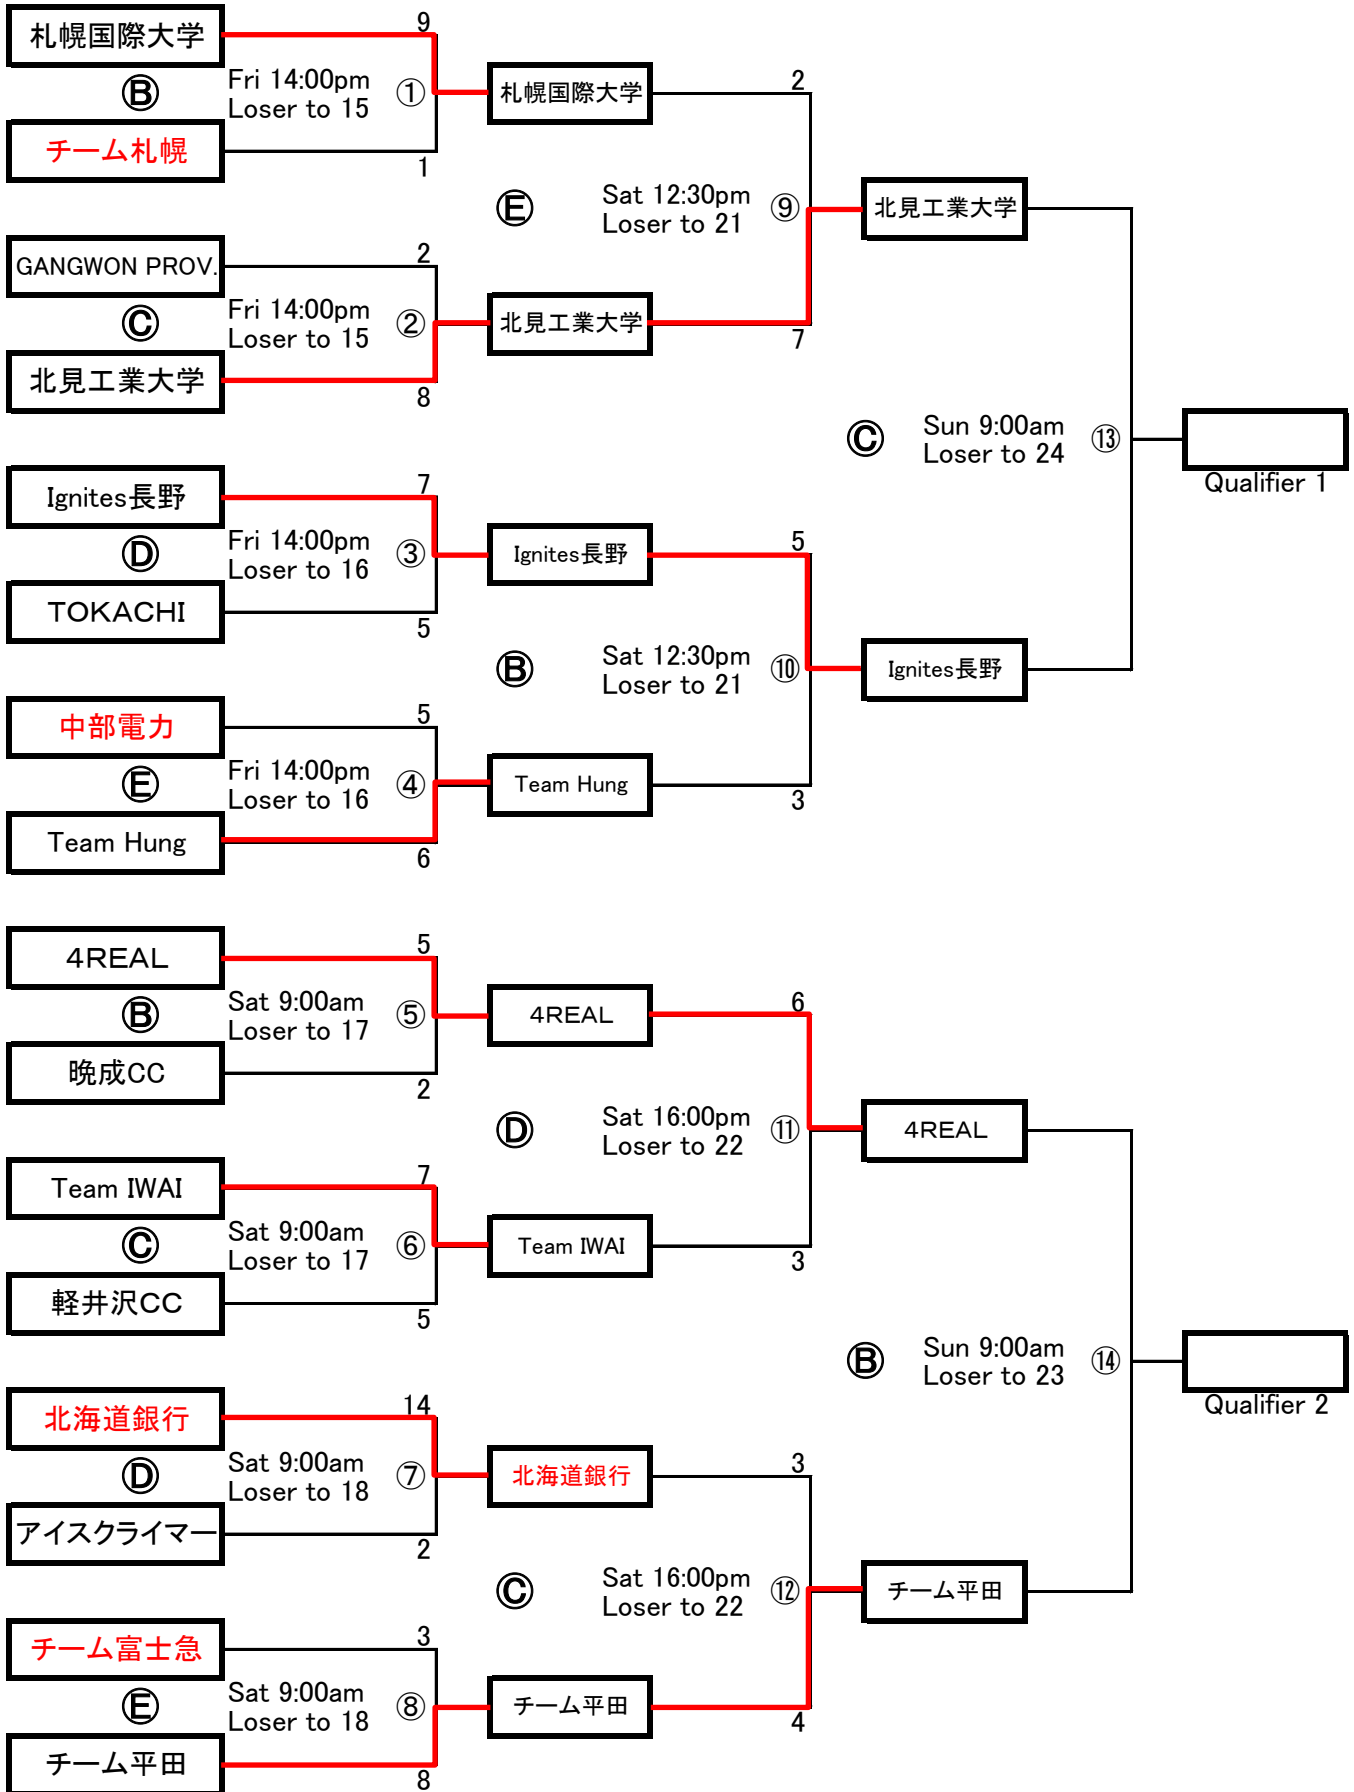 札幌国際大学
9
Ⓑ
Fri 14:00pm
Loser to 15
①
チーム札幌
1
札幌国際大学
2
Ⓔ
Sat 12:30pm
Loser to 21
⑨
北見工業大学
GANGWON PROV.
2
Ⓒ
Fri 14:00pm
Loser to 15
②
北見工業大学
8
北見工業大学
7
Ⓒ
Sun 9:00am
Loser to 24
⑬
Qualifier 1
Ignites長野
7
Ⓓ
Fri 14:00pm
Loser to 16
③
TOKACHI
5
Ignites長野
5
Ⓑ
Sat 12:30pm
Loser to 21
⑩
Ignites長野
中部電力
5
Ⓔ
Fri 14:00pm
Loser to 16
④
Team Hung
6
Team Hung
3
4REAL
5
Ⓑ
Sat 9:00am
Loser to 17
⑤
晩成CC
2
4REAL
6
Ⓓ
Sat 16:00pm
Loser to 22
⑪
4REAL
Team IWAI
7
Ⓒ
Sat 9:00am
Loser to 17
⑥
軽井沢CC
5
Team IWAI
3
Ⓑ
Sun 9:00am
Loser to 23
⑭
Qualifier 2
北海道銀行
14
Ⓓ
Sat 9:00am
Loser to 18
⑦
アイスクライマー
2
北海道銀行
3
Ⓒ
Sat 16:00pm
Loser to 22
⑫
チーム平田
チーム富士急
3
Ⓔ
Sat 9:00am
Loser to 18
⑧
チーム平田
8
チーム平田
4